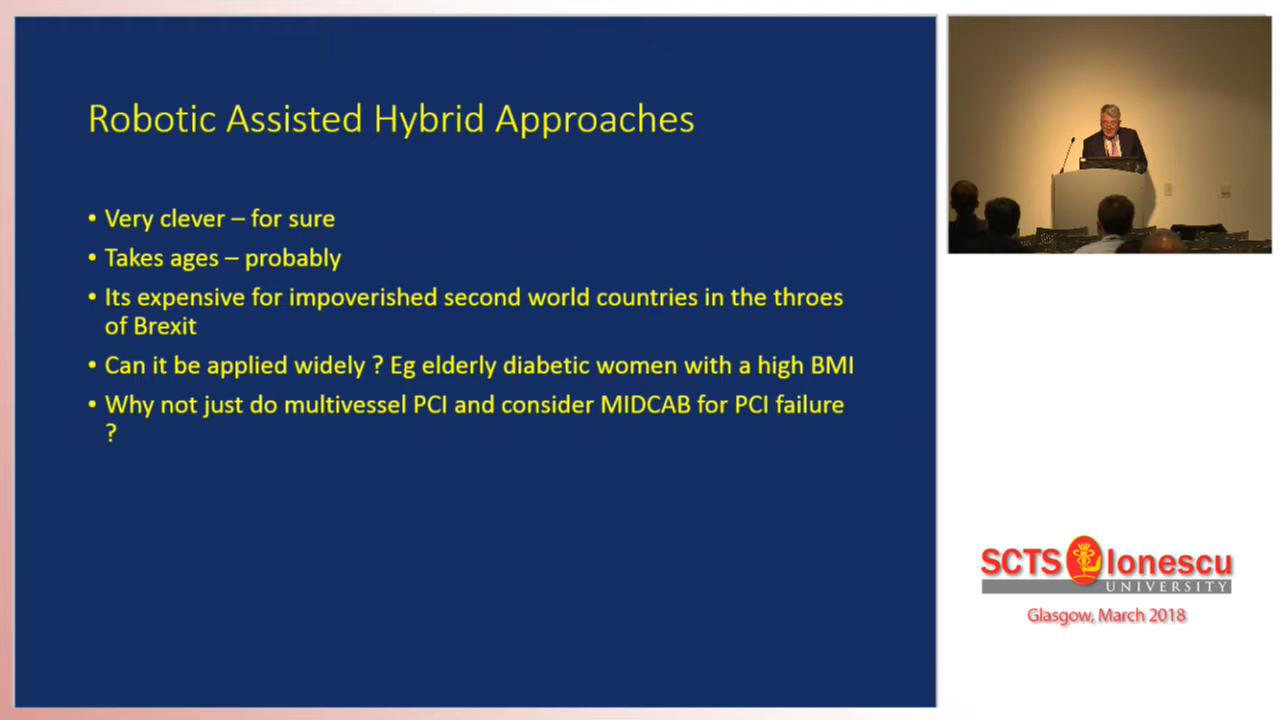 Robotic Assisted Hybrid Approaches
• Very clever – for sure
• Takes ages – probably
• Its expensive for impoverished second world countries in the throes
of Brexit
• Can it be applied widely ? Eg elderly diabetic women with a high BMI
• Why not just do multivessel PCI and consider MIDCAB for PCI failure
?
SCTS Ionescu
UNIVERSITY
Glasgow, March 2018